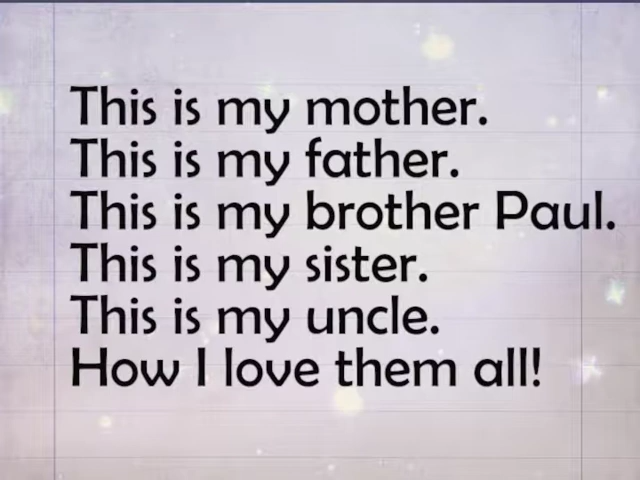 This is my mother.
This is my father.
This is my brother Paul.
This is my sister.
This is my uncle.
How I love them all!